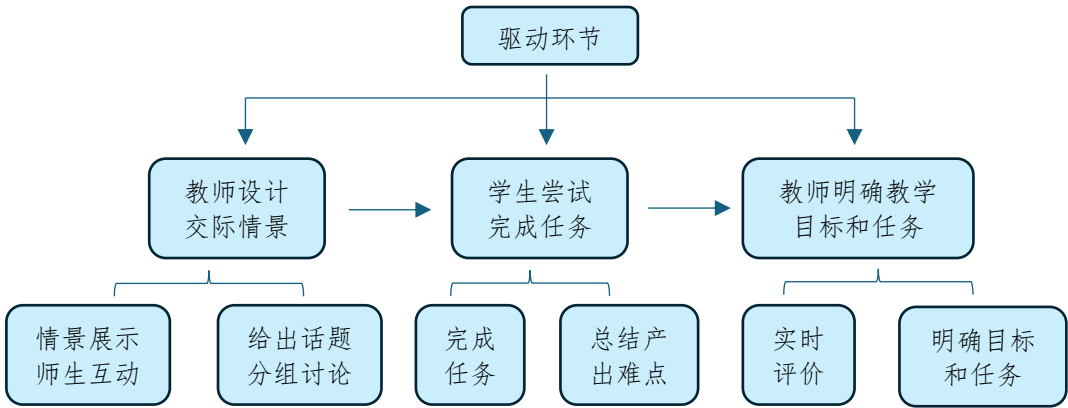 驱动环节
教师设计
交际情景
学生尝试
完成任务
教师明确教学
目标和任务
情景展示
师生互动
给出话题
分组讨论
完成
任务
总结产
出难点
实时
评价
明确目标
和任务